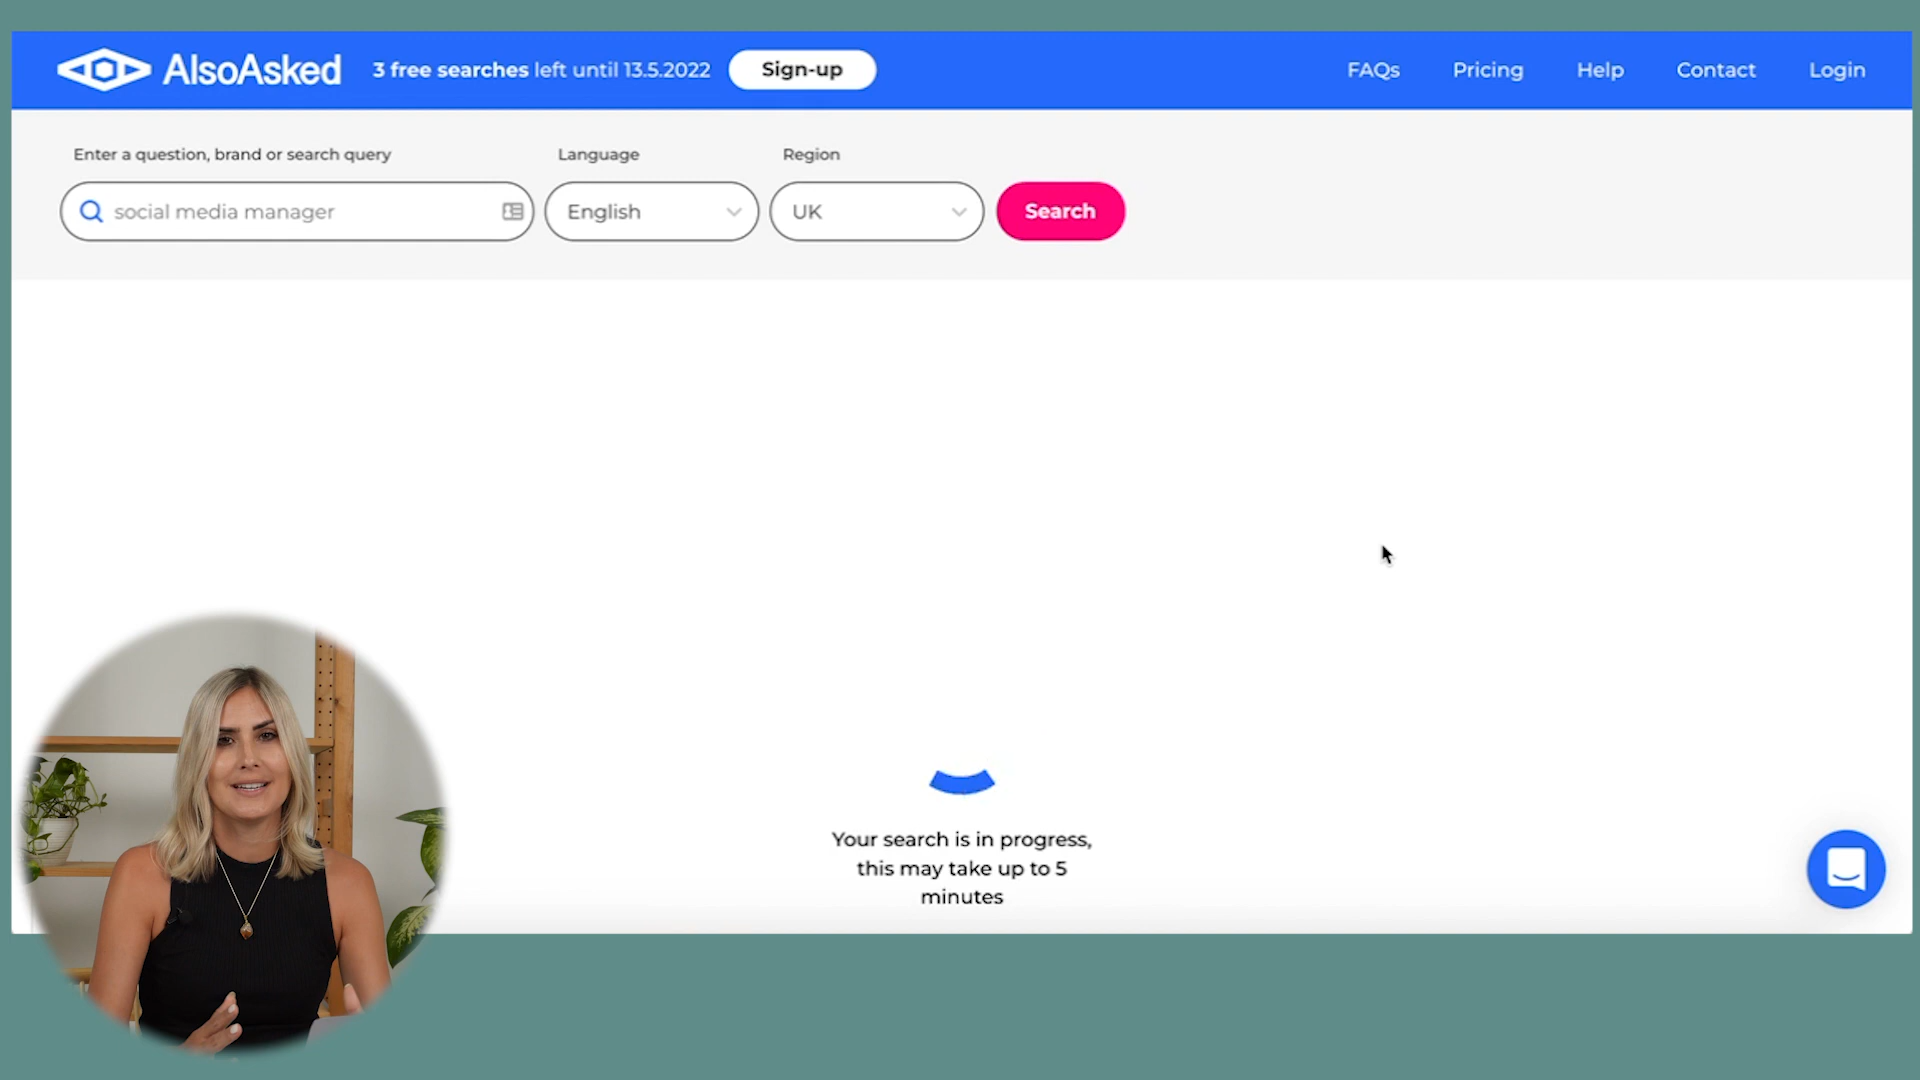 AlsoAsked 3 free searches left until 13.5.2022 Sign-up FAQs Pricing Help Contact Login
Enter a question, brand or search query Language Region
social media manager English UK Search
Your search is in progress,
this may take up to 5
minutes